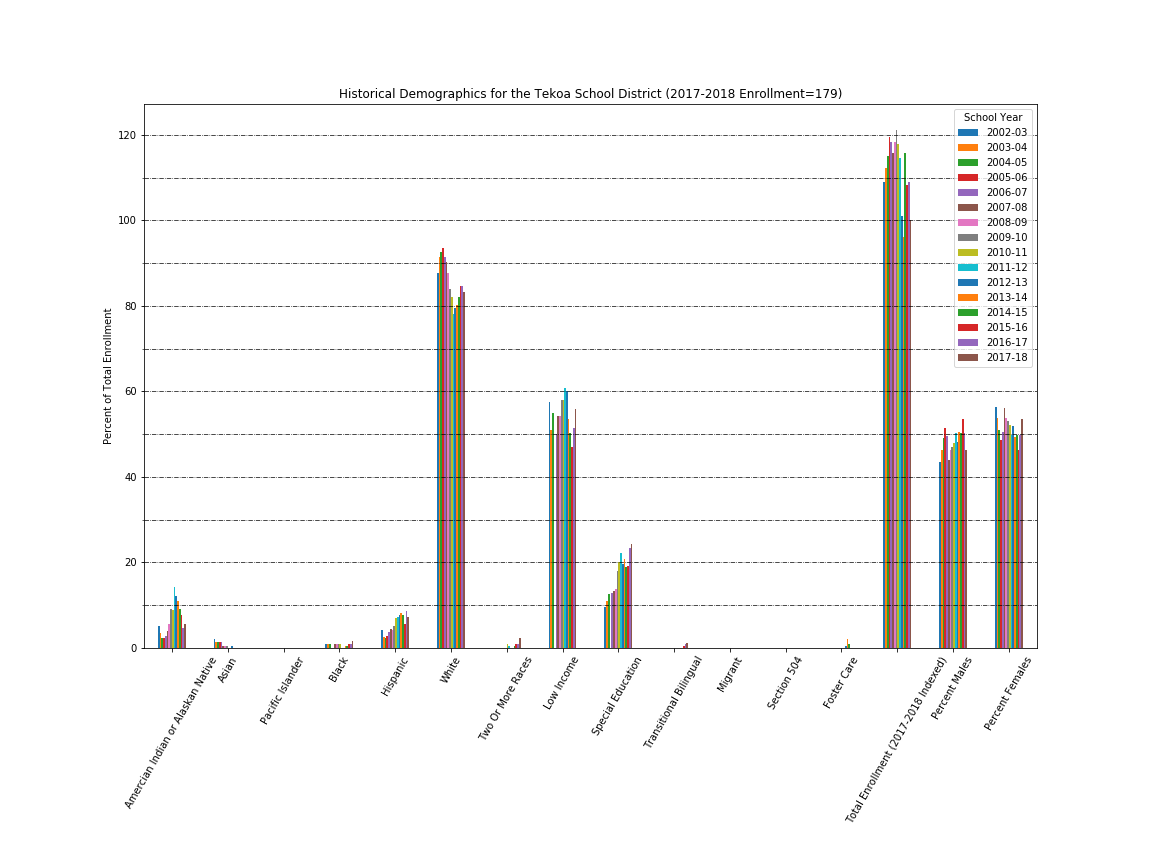 Historical Demographics for the Tekoa School District (2017-2018 Enrollment=179)
Percent of Total Enrollment
120
100
80
60
40
20
0
School Year
2002-03
2003-04
2004-05
2005-06
2006-07
2007-08
2008-09
2009-10
2010-11
2011-12
2012-13
2013-14
2014-15
2015-16
2016-17
2017-18
Amercian Indian or Alaskan Native
Asian
Pacific Islander
Black
Hispanic
White
Two Or More Races
Low Income
Special Education
Transitional Bilingual
Migrant
Section 504
Foster Care
Total Enrollment (2017-2018 Indexed)
Percent Males
Percent Females